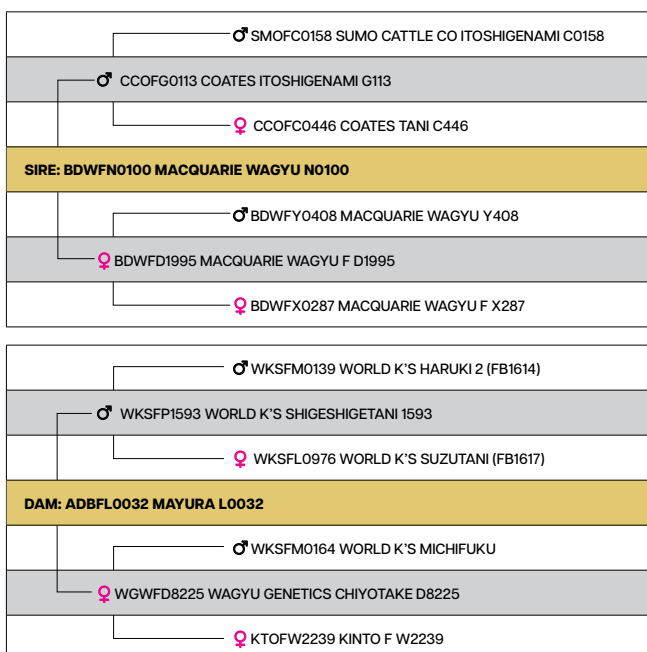 ♂ SMOFC0158 SUMO CATTLE CO ITOSHIGENAMI C0158
♂ CCOFG0113 COATES ITOSHIGENAMI G113
♀ CCOFC0446 COATES TANI C446
SIRE: BDWFN0100 MACQUARIE WAGYU N0100
♂ BDWFY0408 MACQUARIE WAGYU Y408
♀ BDWFD1995 MACQUARIE WAGYU F D1995
♀ BDWFX0287 MACQUARIE WAGYU F X287
♂ WKSFM0139 WORLD K'S HARUKI 2 (FB1614)
♂ WKSFP1593 WORLD K'S SHIGESHIGETANI 1593
♀ WKSFL0976 WORLD K'S SUZUTANI (FB1617)
DAM: ADBFL0032 MAYURA L0032
♂ WKSFM0164 WORLD K'S MICHIFUKU
♀ WGWFD8225 WAGYU GENETICS CHIYOTAKE D8225
♀ KTOFW2239 KINTO F W2239